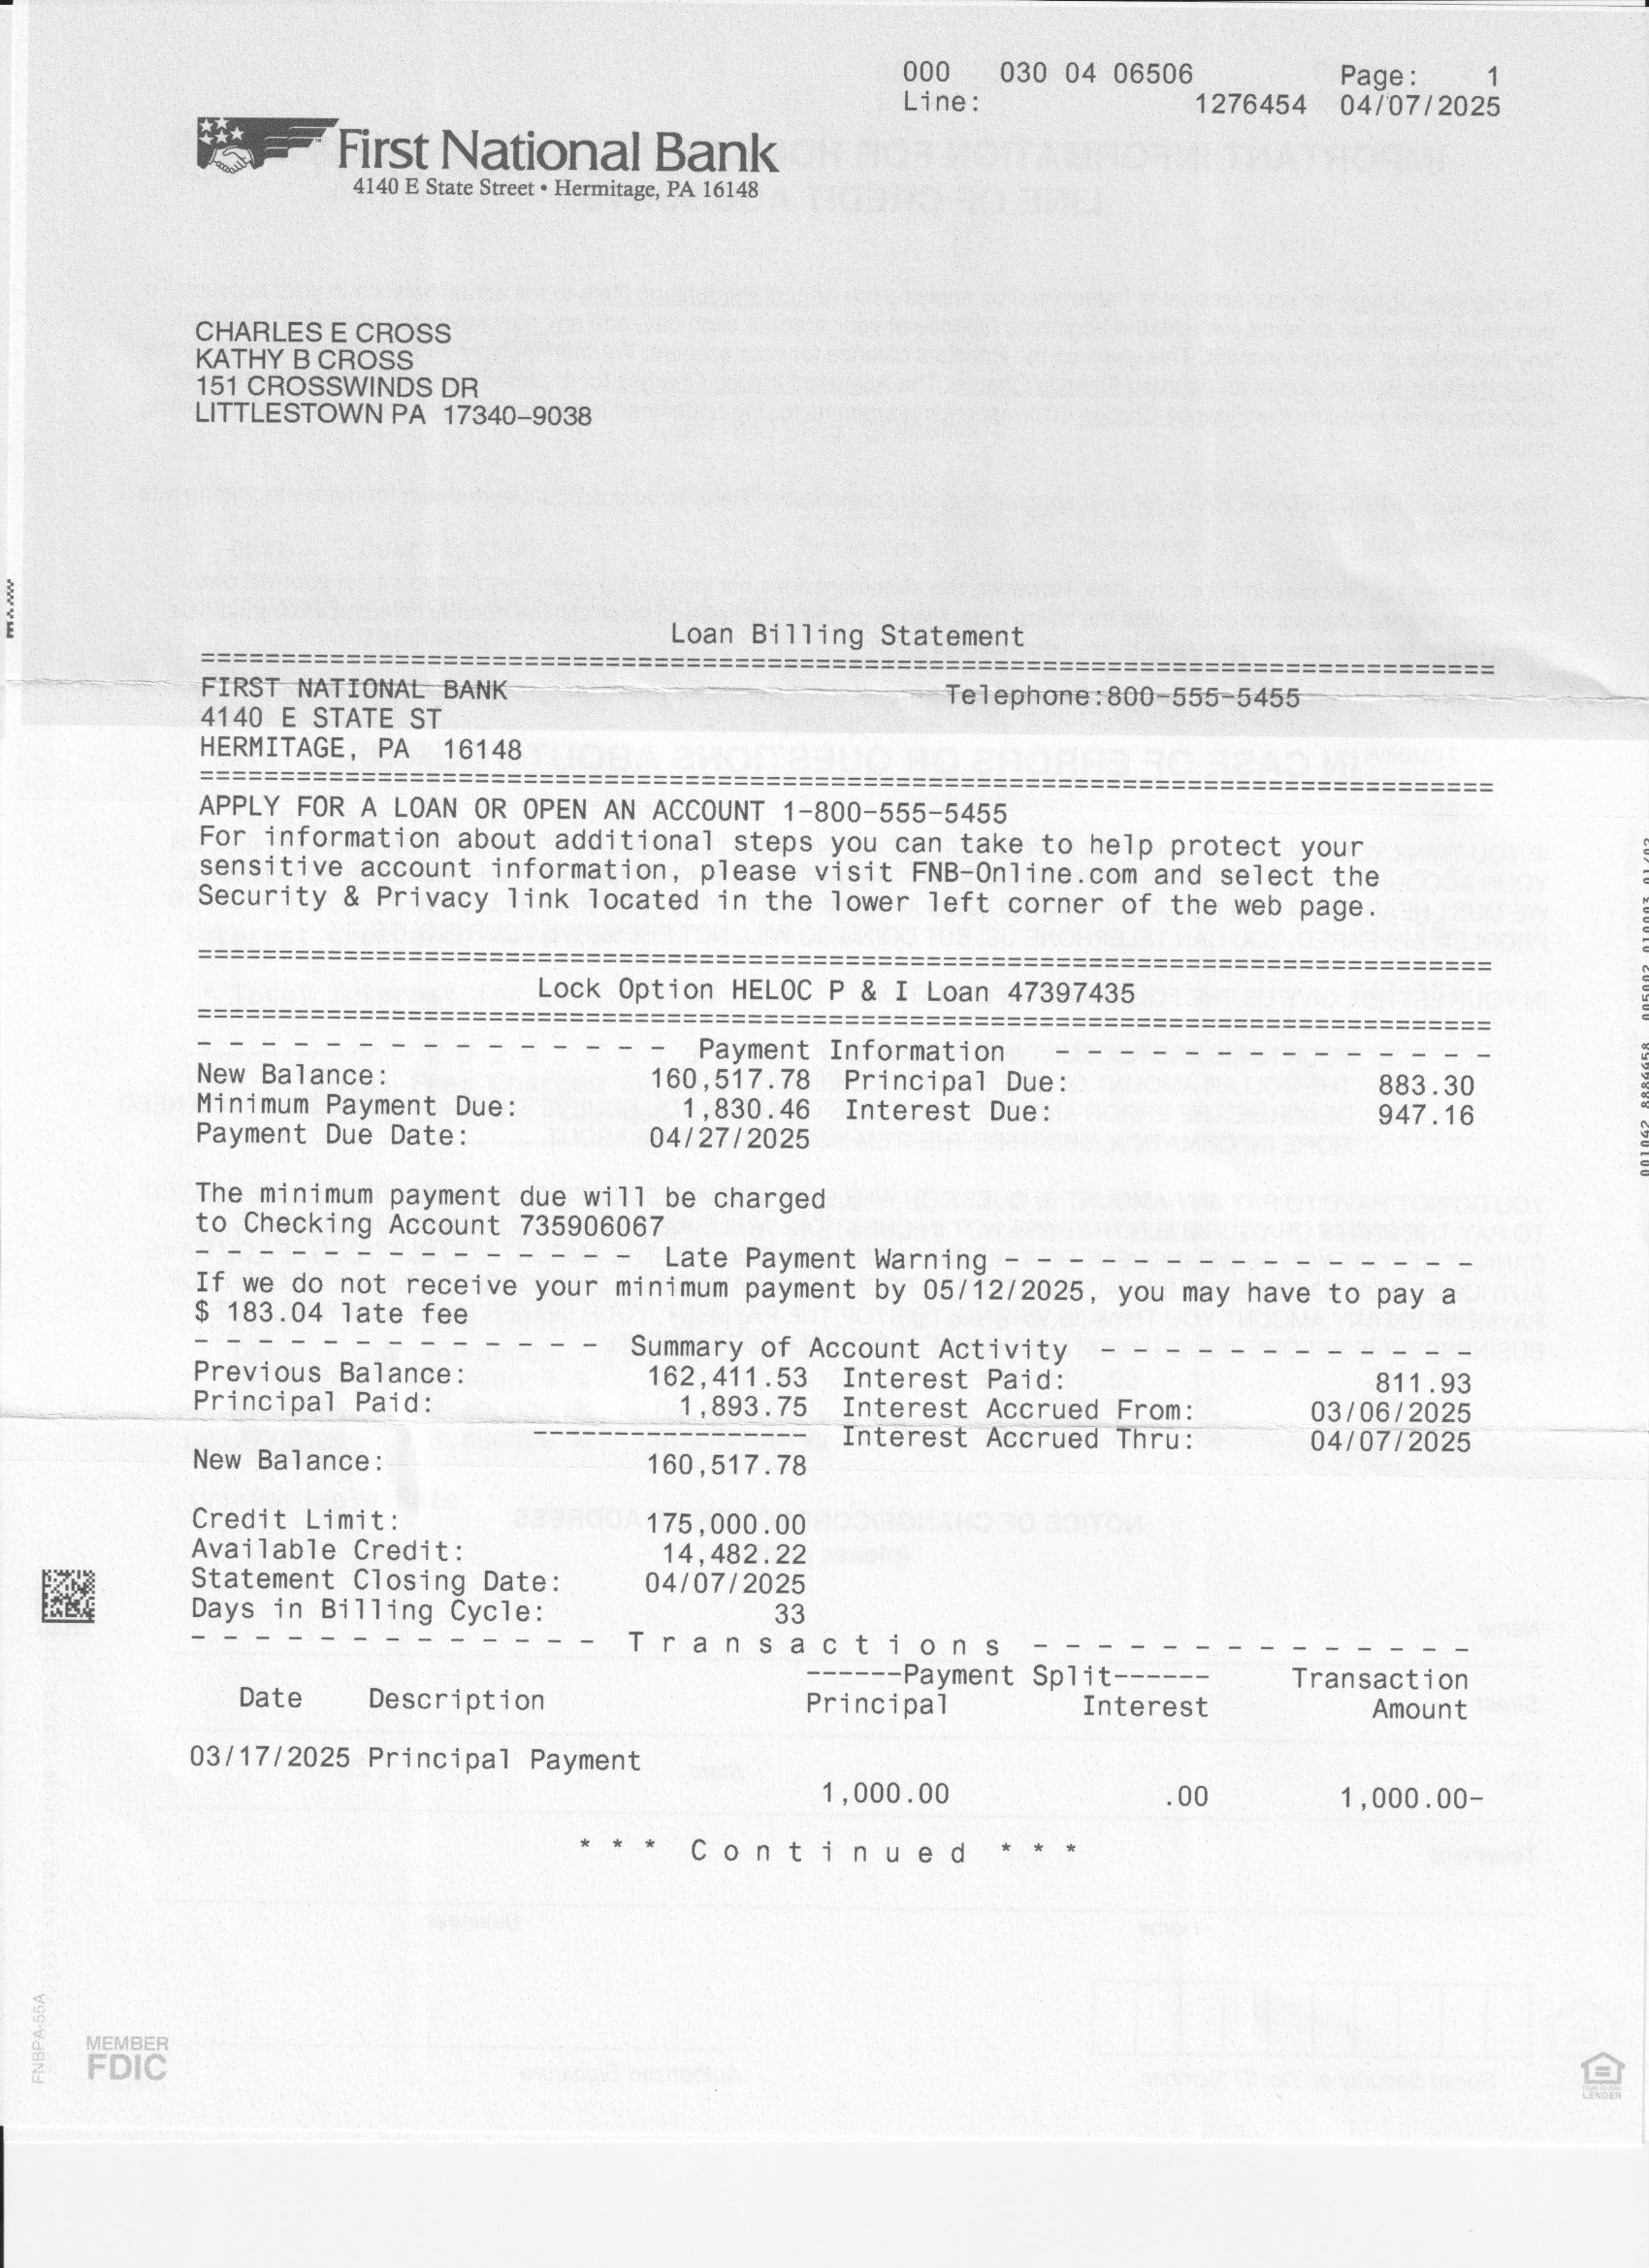 000   030 04 06506   Page:   1
Line:   1276454   04/07/2025
First National Bank
4140 E State Street • Hermitage, PA 16148
CHARLES E CROSS
KATHY B CROSS
151 CROSSWINDS DR
LITTLESTOWN PA  17340-9038
Loan Billing Statement
================================================================================
FIRST NATIONAL BANK   Telephone:800-555-5455
4140 E STATE ST
HERMITAGE, PA  16148
================================================================================
APPLY FOR A LOAN OR OPEN AN ACCOUNT 1-800-555-5455
For information about additional steps you can take to help protect your
sensitive account information, please visit FNB-Online.com and select the
Security & Privacy link located in the lower left corner of the web page.
================================================================================
Lock Option HELOC P & I Loan 47397435
================================================================================
- - - - - - - - - - - - - - - Payment Information - - - - - - - - - - - - - -
New Balance:   160,517.78   Principal Due:   883.30
Minimum Payment Due:   1,830.46   Interest Due:   947.16
Payment Due Date:   04/27/2025
The minimum payment due will be charged
to Checking Account 735906067
- - - - - - - - - - - - - - Late Payment Warning - - - - - - - - - - - - - - -
If we do not receive your minimum payment by 05/12/2025, you may have to pay a
$ 183.04 late fee
- - - - - - - - - - - - - Summary of Account Activity - - - - - - - - - - - -
Previous Balance:   162,411.53   Interest Paid:   811.93
Principal Paid:   1,893.75   Interest Accrued From:   03/06/2025
-----------------   Interest Accrued Thru:   04/07/2025
New Balance:   160,517.78
Credit Limit:   175,000.00
Available Credit:   14,482.22
Statement Closing Date:   04/07/2025
Days in Billing Cycle:   33
- - - - - - - - - - - - - T r a n s a c t i o n s - - - - - - - - - - - - - -
------Payment Split------   Transaction
Date   Description   Principal   Interest   Amount
03/17/2025 Principal Payment
1,000.00   .00   1,000.00-
* * * C o n t i n u e d * * *
FNBPA-55A
MEMBER
FDIC
LENDER